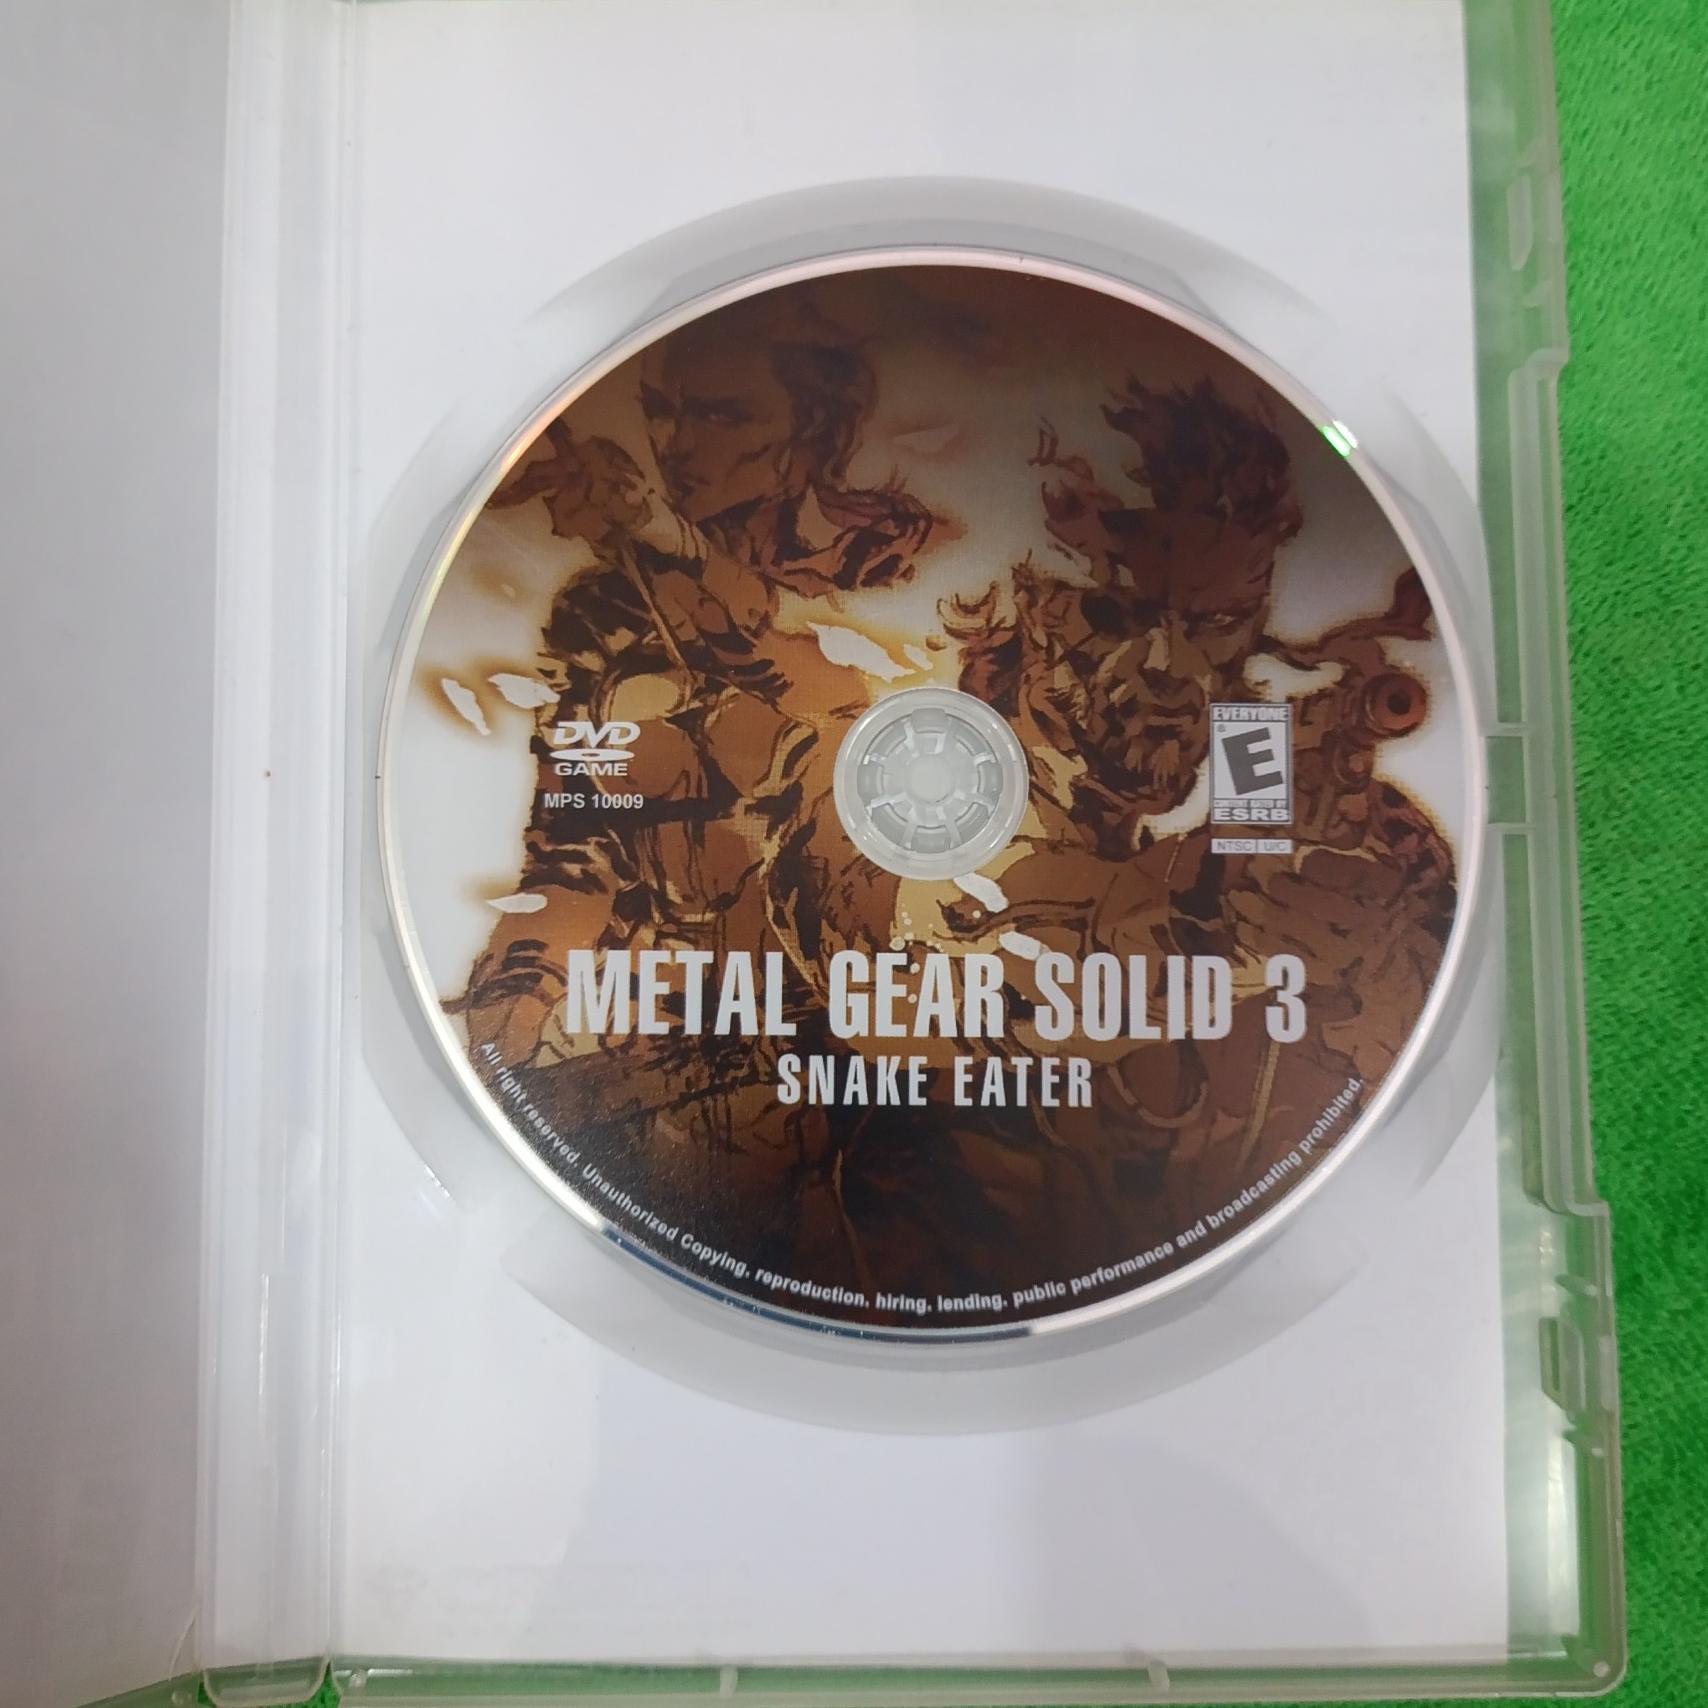 DVD
GAME
MPS 10009
EVERYONE
E
CONTENT RATED BY
ESRB
NTSC U/C
METAL GEAR SOLID 3
SNAKE EATER
All right reserved. Unauthorized Copying, reproduction, hiring, lending, public performance and broadcasting prohibited.